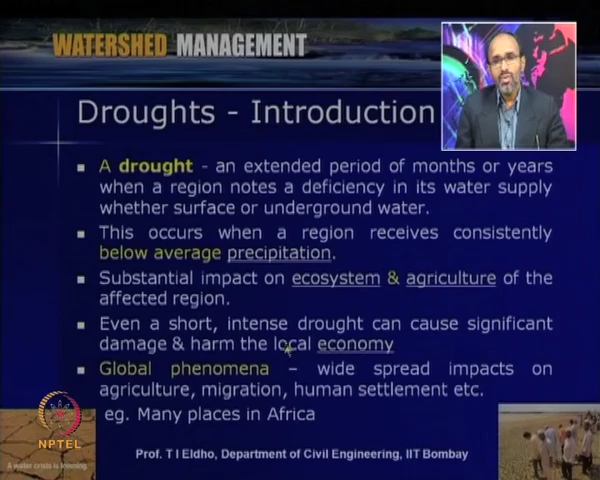 WATERSHED MANAGEMENT
Droughts - Introduction
A drought - an extended period of months or years
when a region notes a deficiency in its water supply
whether surface or underground water.
This occurs when a region receives consistently
below average precipitation.
Substantial impact on ecosystem & agriculture of the
affected region.
Even a short, intense drought can cause significant
damage & harm the local economy
Global phenomena – wide spread impacts on
agriculture, migration, human settlement etc.
eg. Many places in Africa
NPTEL
A water crisis is looming
Prof. T I Eldho, Department of Civil Engineering, IIT Bombay